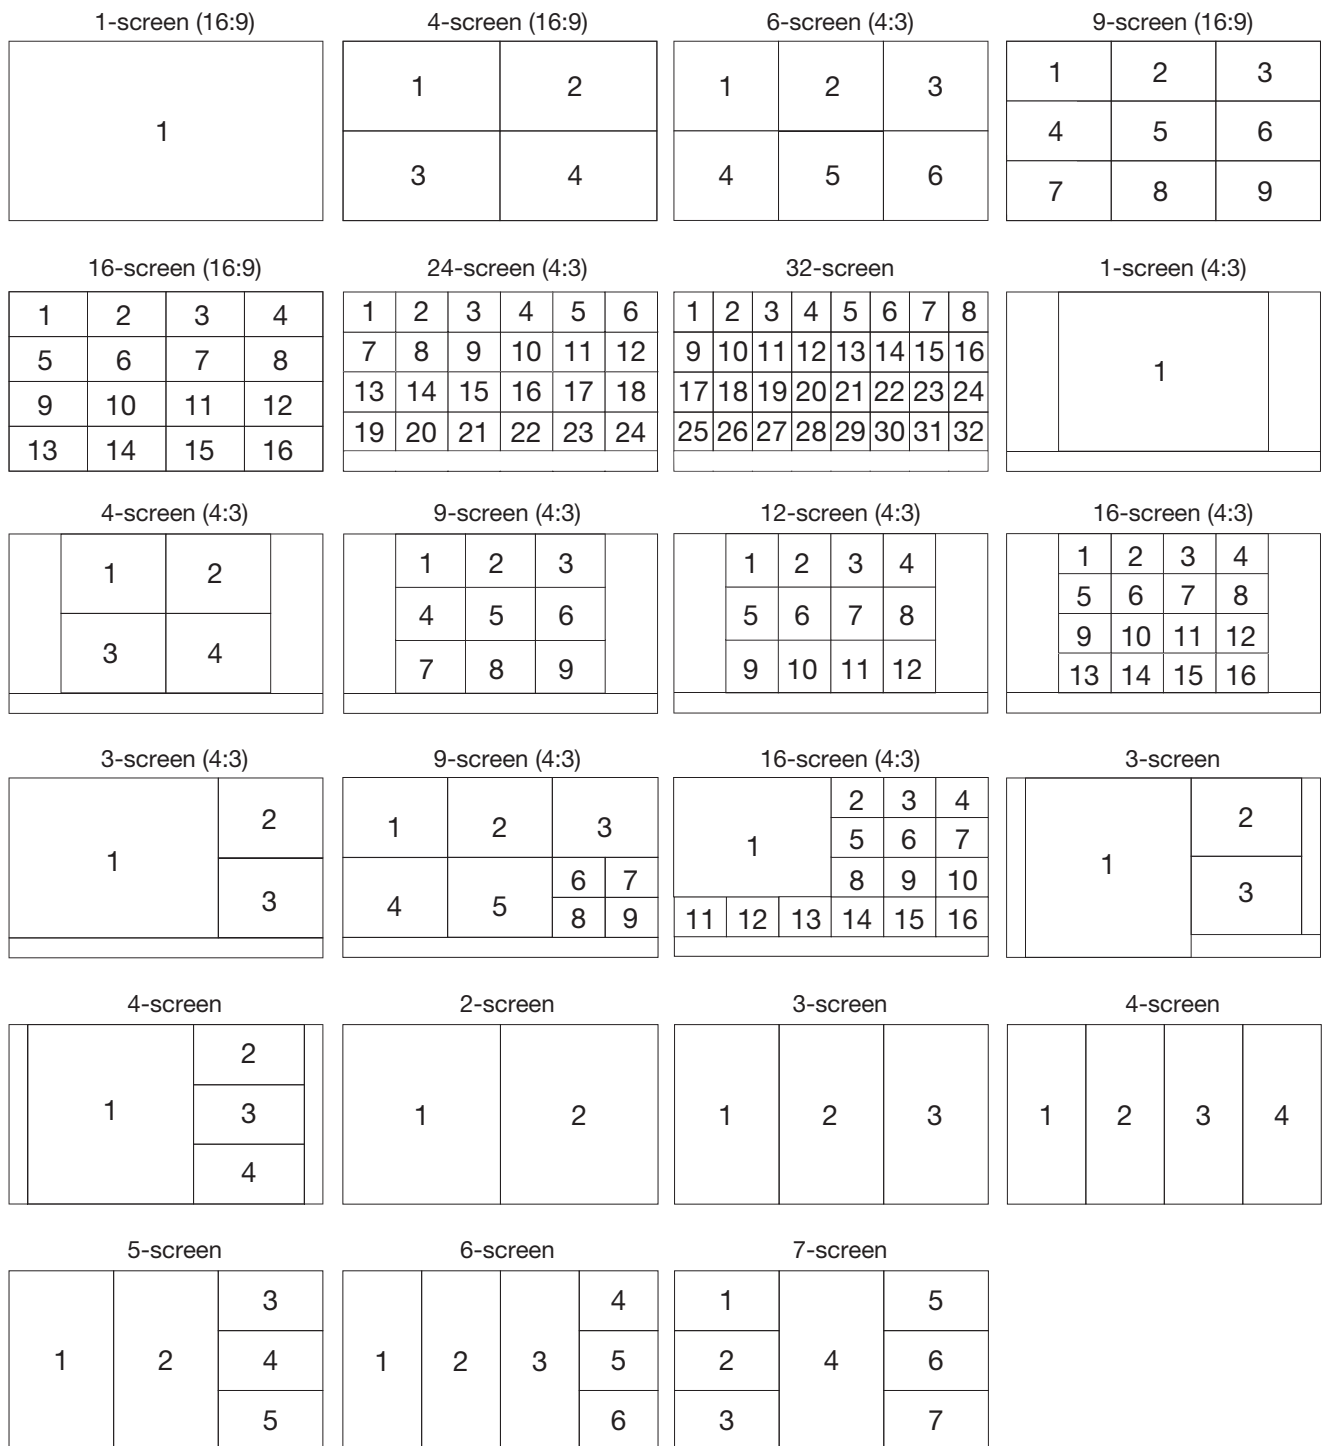 1-screen (16:9) 4-screen (16:9) 6-screen (4:3) 9-screen (16:9)
1
1 2
3 4
1 2 3
4 5 6
1 2 3
4 5 6
7 8 9
16-screen (16:9) 24-screen (4:3) 32-screen 1-screen (4:3)
1 2 3 4
5 6 7 8
9 10 11 12
13 14 15 16
1 2 3 4 5 6
7 8 9 10 11 12
13 14 15 16 17 18
19 20 21 22 23 24
1 2 3 4 5 6 7 8
9 10 11 12 13 14 15 16
17 18 19 20 21 22 23 24
25 26 27 28 29 30 31 32
1
4-screen (4:3) 9-screen (4:3) 12-screen (4:3) 16-screen (4:3)
1 2
3 4
1 2 3
4 5 6
7 8 9
1 2 3 4
5 6 7 8
9 10 11 12
1 2 3 4
5 6 7 8
9 10 11 12
13 14 15 16
3-screen (4:3) 9-screen (4:3) 16-screen (4:3) 3-screen
1
2
3
1 2 3
4 5
6 7
8 9
1
2 3 4
5 6 7
8 9 10
11 12 13 14 15 16
1
2
3
4-screen 2-screen 3-screen 4-screen
1
2
3
4
1 2
1 2 3
1 2 3 4
5-screen 6-screen 7-screen
1 2
3
4
5
1 2 3
4
5
6
1
2
3
4
5
6
7